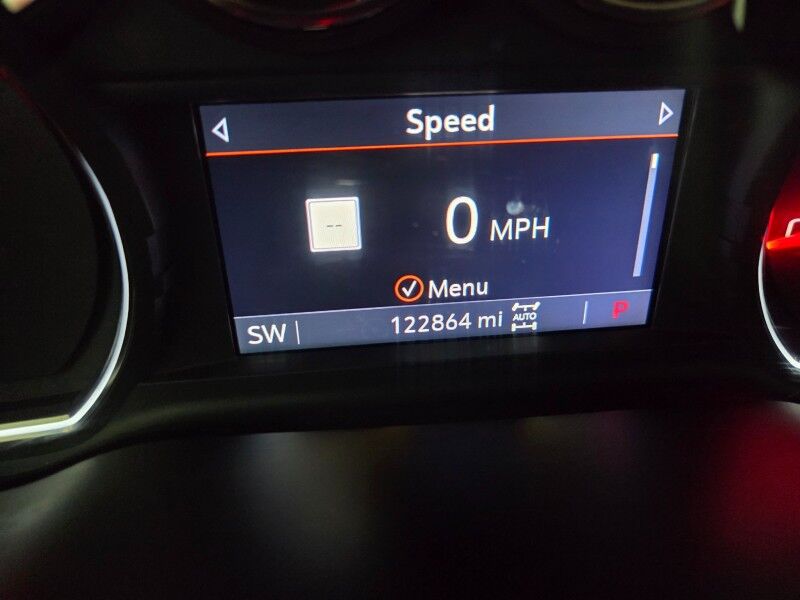 Speed
--
0 MPH
Menu
SW
122864 mi
AUTO
P